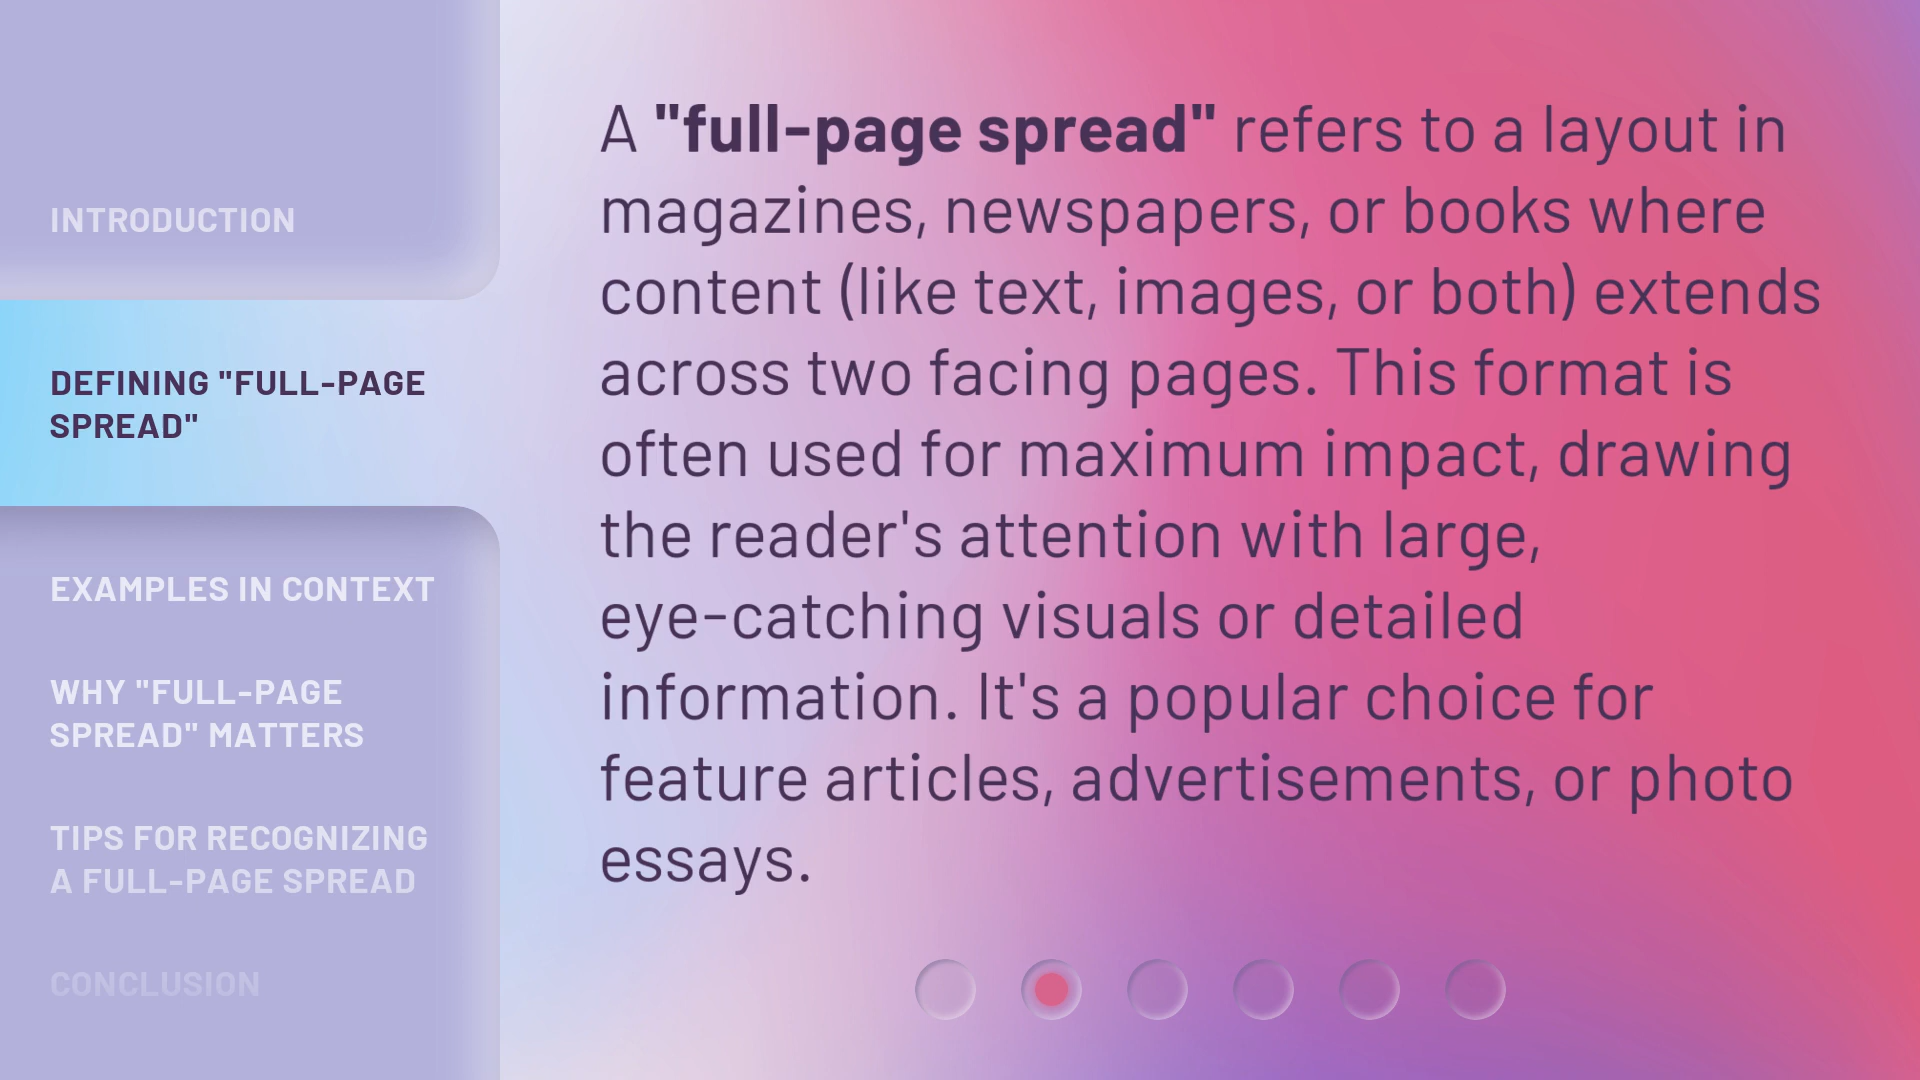 INTRODUCTION
DEFINING "FULL-PAGE
SPREAD"
EXAMPLES IN CONTEXT
WHY "FULL-PAGE
SPREAD" MATTERS
TIPS FOR RECOGNIZING
A FULL-PAGE SPREAD
CONCLUSION
A "full-page spread" refers to a layout in
magazines, newspapers, or books where
content (like text, images, or both) extends
across two facing pages. This format is
often used for maximum impact, drawing
the reader's attention with large,
eye-catching visuals or detailed
information. It's a popular choice for
feature articles, advertisements, or photo
essays.